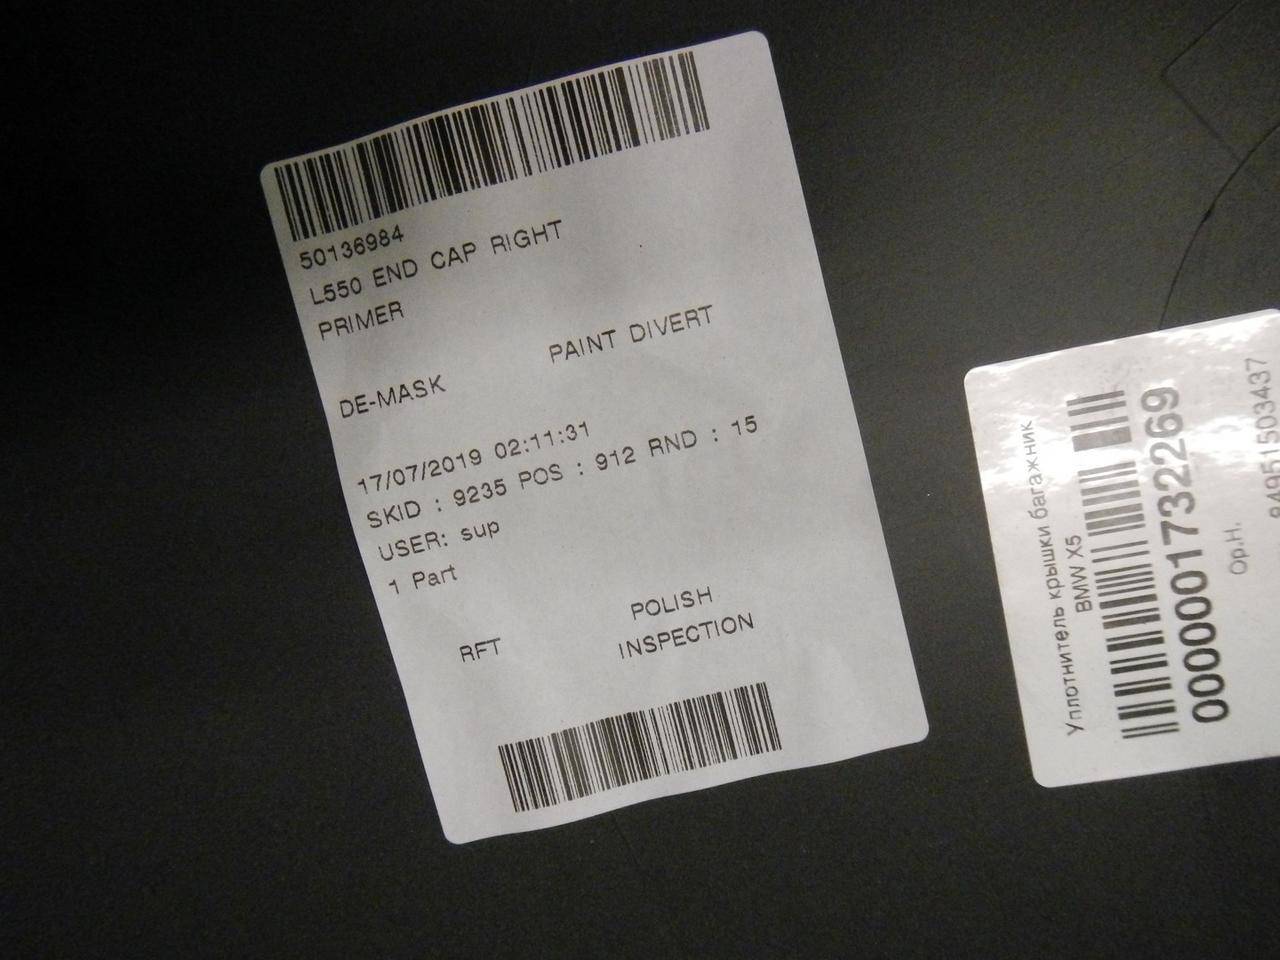 50136984
L550 END CAP RIGHT
PRIMER
PAINT DIVERT
DE-MASK
17/07/2019 02:11:31
SKID : 9235 POS : 912 RND : 15
USER: sup
1 Part
POLISH
RFT INSPECTION
Уплотнитель крышки багажник
BMW X5
0000001732269
Ор.Н.
84951503437